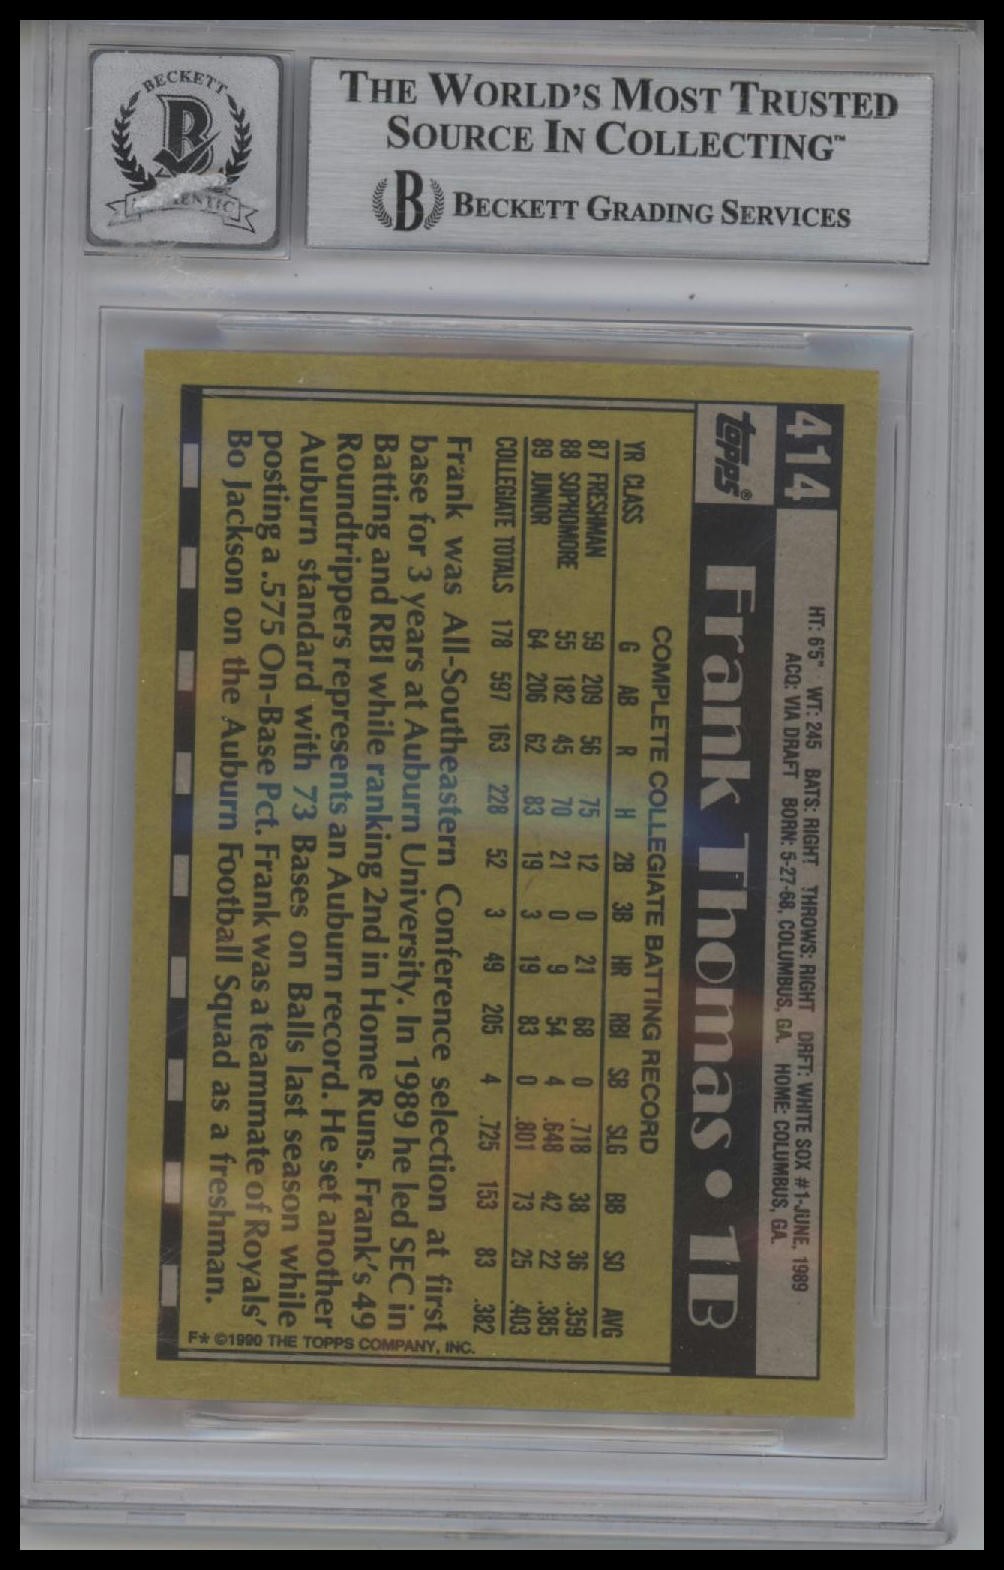 BECKETT
B
THE WORLD'S MOST TRUSTED
SOURCE IN COLLECTING™
B BECKETT GRADING SERVICES
414
HT: 6'5" WT: 245 BATS: RIGHT THROWS: RIGHT DRFT: WHITE SOX #1-JUNE, 1989
ACQ: VIA DRAFT BORN: 5-27-68, COLUMBUS, GA. HOME: COLUMBUS, GA.
topps® Frank Thomas • 1B
COMPLETE COLLEGIATE BATTING RECORD
YR CLASS G AB R H 2B 3B HR RBI SB SLG BB SO AVG
87 FRESHMAN 59 209 56 75 12 0 21 68 0 .718 38 36 .359
88 SOPHOMORE 55 182 45 70 21 0 9 54 4 .648 42 22 .385
89 JUNIOR 64 206 62 83 19 3 19 83 0 .801 73 25 .403
COLLEGIATE TOTALS 178 597 163 228 52 3 49 205 4 .725 153 83 .382
Frank was All-Southeastern Conference selection at first
base for 3 years at Auburn University. In 1989 he led SEC in
Batting and RBI while ranking 2nd in Home Runs. Frank's 49
Roundtrippers represents an Auburn record. He set another
Auburn standard with 73 Bases on Balls last season while
posting a .575 On-Base Pct. Frank was a teammate of Royals'
Bo Jackson on the Auburn Football Squad as a freshman.
F* ©1990 THE TOPPS COMPANY, INC.